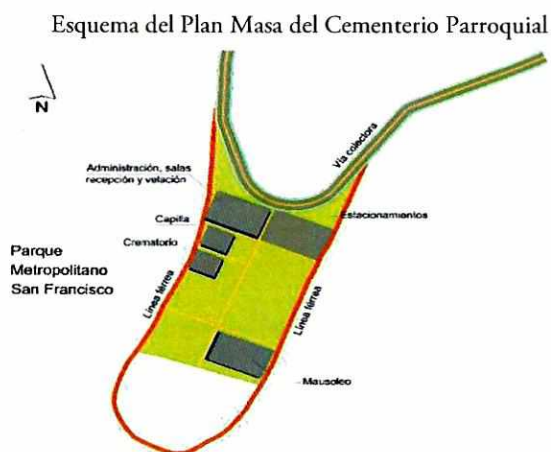 Esquema del Plan Masa del Cementerio Parroquial
N
Vía colectora
Administración, salas
recepción y velación
Capilla
Estacionamientos
Crematorio
Parque
Metropolitano
San Francisco
Línea férrea
Línea férrea
Mausoleo